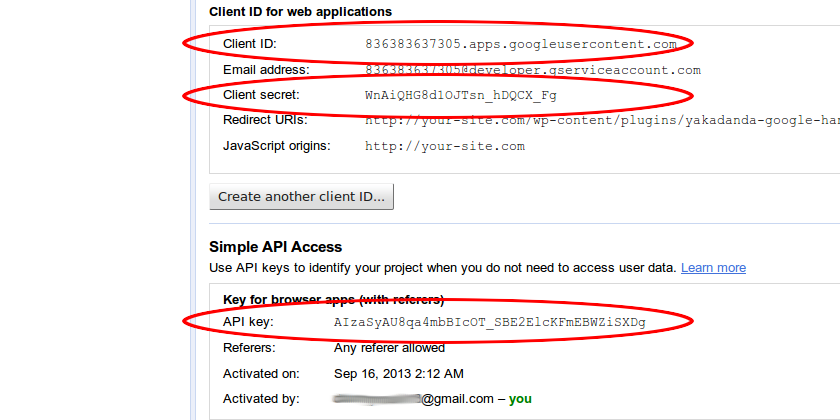 Client ID for web applications
Client ID: 836383637305.apps.googleusercontent.com
Email address: 836383637305@developer.gserviceaccount.com
Client secret: WnAiQHG8dlOJTsn_hDQCX_Fg
Redirect URIs: http://your-site.com/wp-content/plugins/yakadanda-google-han
JavaScript origins: http://your-site.com
Create another client ID...
Simple API Access
Use API keys to identify your project when you do not need to access user data. Learn more
Key for browser apps (with referers)
API key: AIzaSyAU8qa4mbBIcOT_SBE2ElcKFmEBWZiSXDg
Referers: Any referer allowed
Activated on: Sep 16, 2013 2:12 AM
Activated by: @gmail.com – you